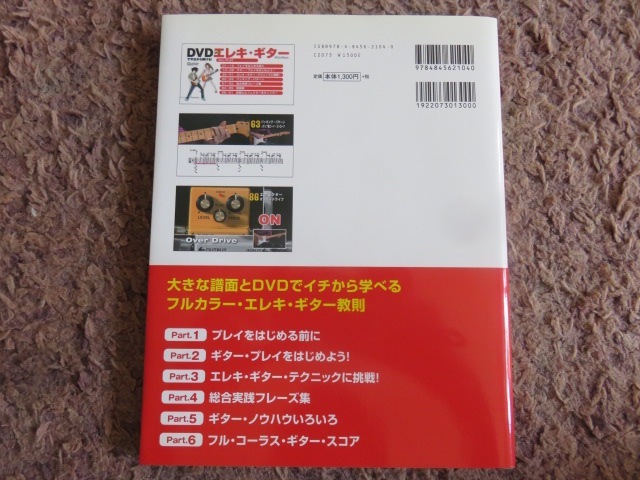 DVDエレキ・ギター
ISBN978-4-8456-2104-0
C0073 ¥1300E
定価 本体1,300円 +税
9784845621040
1922073013000
63
86
ON
LEVEL
Over Drive
大きな譜面とDVDでイチから学べる
フルカラー・エレキ・ギター教則
Part.1 プレイをはじめる前に
Part.2 ギター・プレイをはじめよう!
Part.3 エレキ・ギター・テクニックに挑戦!
Part.4 総合実践フレーズ集
Part.5 ギター・ノウハウいろいろ
Part.6 フル・コーラス・ギター・スコア